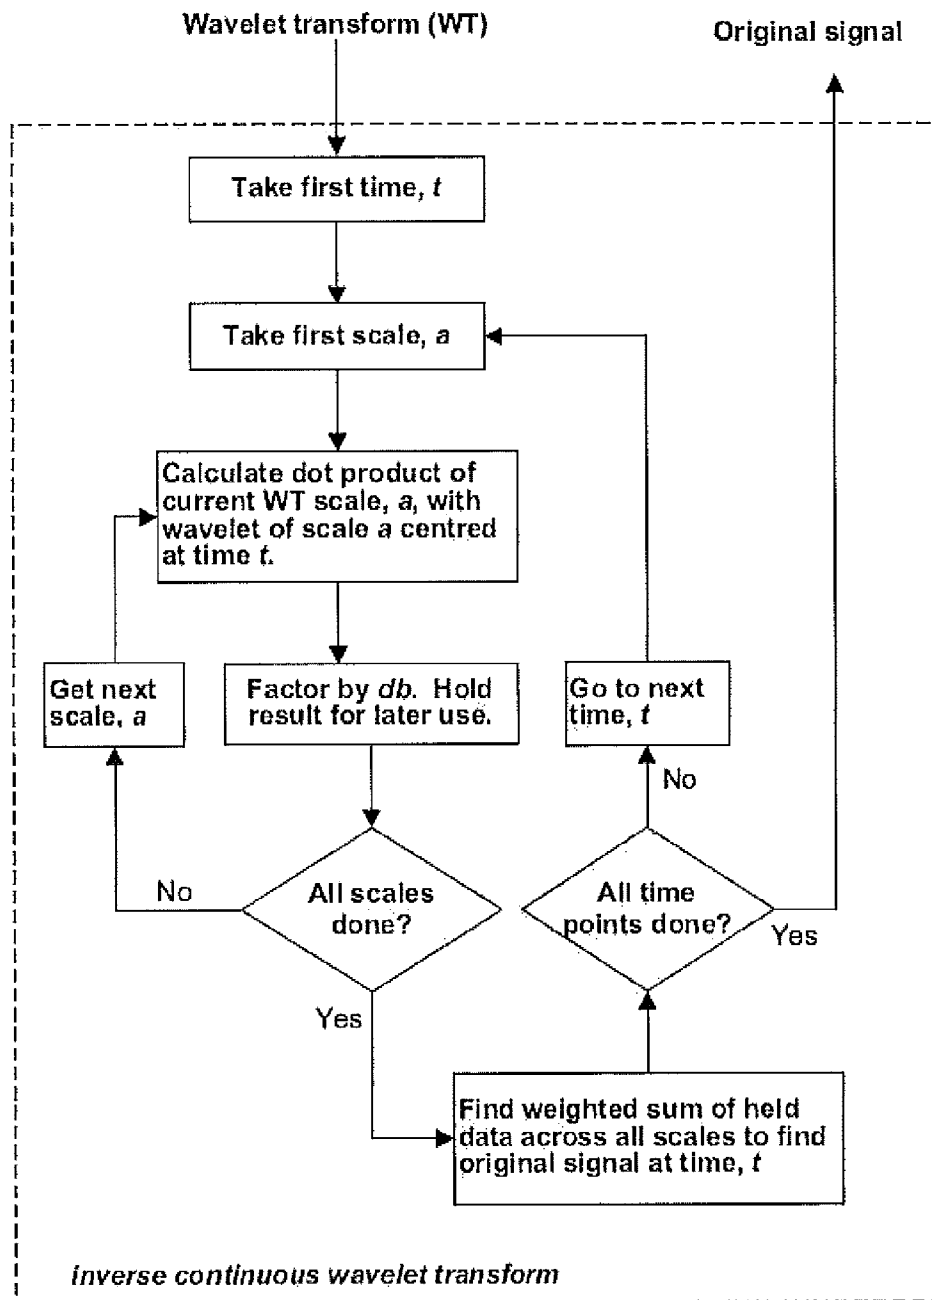 Wavelet transform (WT)
Original signal
Take first time, t
Take first scale, a
Calculate dot product of
current WT scale, a, with
wavelet of scale a centred
at time t.
Get next
scale, a
Factor by db. Hold
result for later use.
Go to next
time, t
No
No
All scales
done?
All time
points done?
Yes
Yes
Find weighted sum of held
data across all scales to find
original signal at time, t
inverse continuous wavelet transform